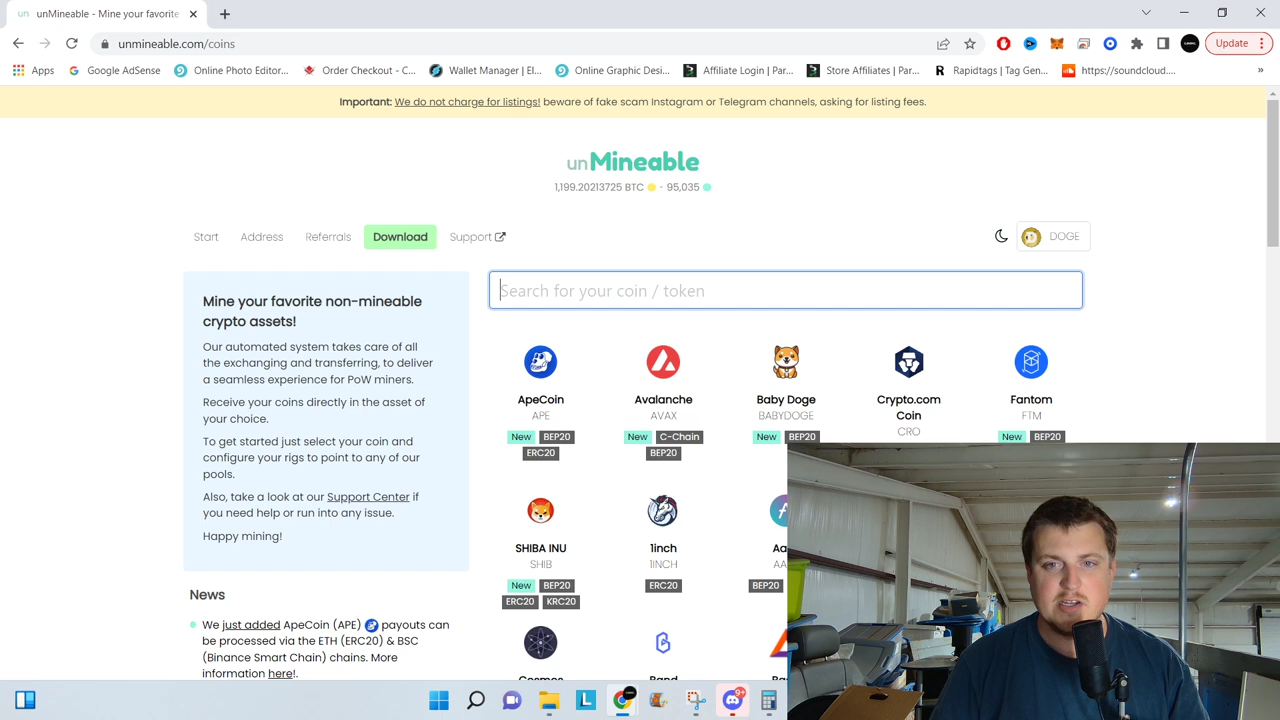 un unMineable - Mine your favorite
unmineable.com/coins
Update
Apps
Google AdSense
Online Photo Editor...
Order Checkout - C...
Wallet Manager | El...
Online Graphic Desi...
Affiliate Login | Par...
Store Affiliates | Par...
Rapidtags | Tag Gen...
https://soundcloud....
»
Important: We do not charge for listings! beware of fake scam Instagram or Telegram channels, asking for listing fees.
unMineable
1,199.20213725 BTC - 95,035
Start
Address
Referrals
Download
Support
DOGE
Mine your favorite non-mineable
crypto assets!
Our automated system takes care of all
the exchanging and transferring, to deliver
a seamless experience for PoW miners.
Receive your coins directly in the asset of
your choice.
To get started just select your coin and
configure your rigs to point to any of our
pools.
Also, take a look at our Support Center if
you need help or run into any issue.
Happy mining!
News
We just added ApeCoin (APE) payouts can
be processed via the ETH (ERC20) & BSC
(Binance Smart Chain) chains. More
information here!.
Search for your coin / token
ApeCoin
APE
New BEP20
ERC20
Avalanche
AVAX
New C-Chain
BEP20
Baby Doge
BABYDOGE
New BEP20
Crypto.com
Coin
CRO
Fantom
FTM
New BEP20
SHIBA INU
SHIB
New BEP20
ERC20 KRC20
1inch
1INCH
ERC20
Aa
AA
BEP20
Cosmos
Band
Ba
9+